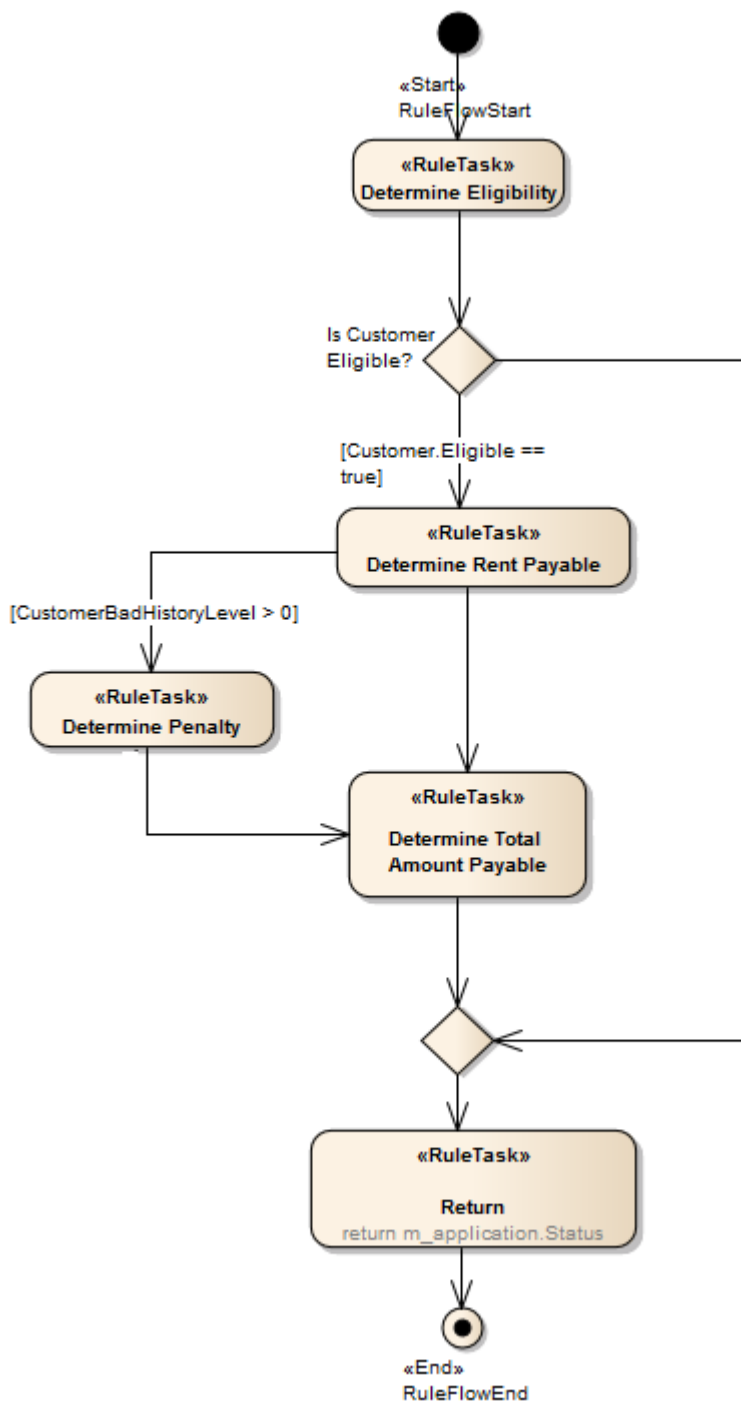 «Start»
RuleFlowStart
«RuleTask»
Determine Eligibility
Is Customer
Eligible?
[Customer.Eligible ==
true]
«RuleTask»
Determine Rent Payable
[CustomerBadHistoryLevel > 0]
«RuleTask»
Determine Penalty
«RuleTask»
Determine Total
Amount Payable
«RuleTask»
Return
return m_application.Status
«End»
RuleFlowEnd